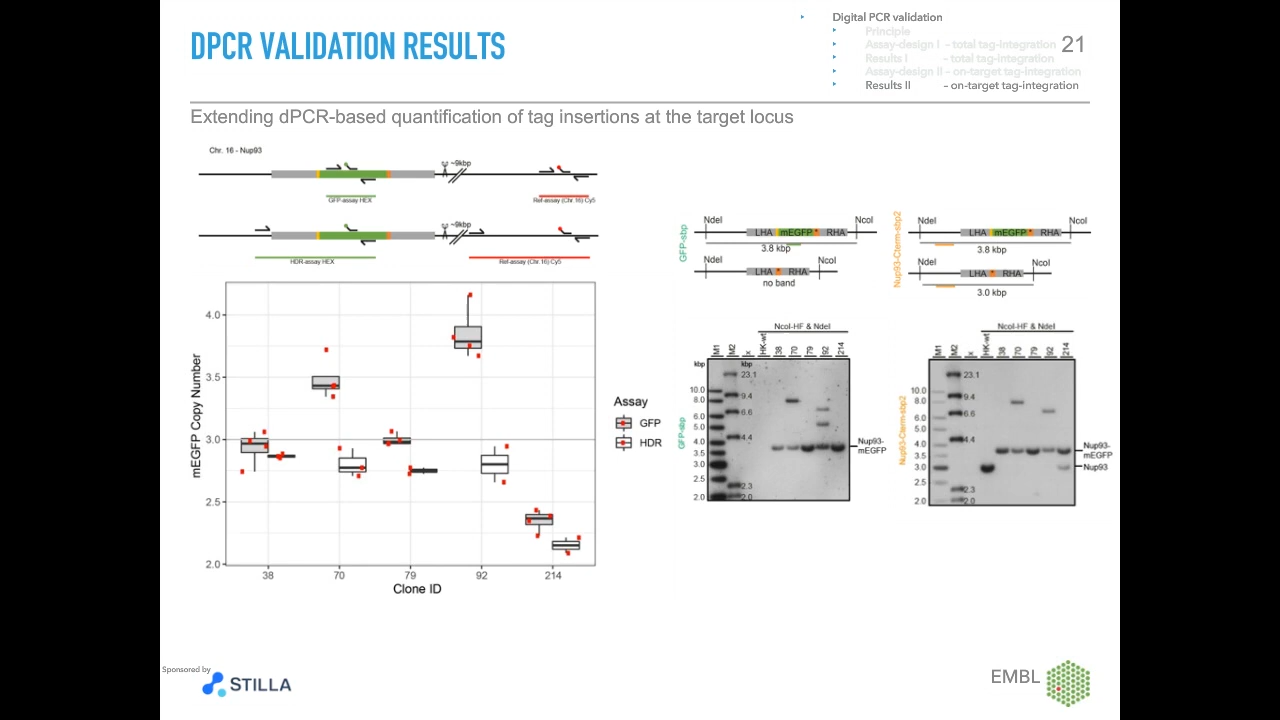 DPCR VALIDATION RESULTS
Digital PCR validation
Principle
Assay-design I – total tag-integration
Results I – total tag-integration
Assay-design II – on-target tag-integration
Results II – on-target tag-integration
21
Extending dPCR-based quantification of tag insertions at the target locus
Chr. 16 - Nup93
~9kbp
GFP-assay HEX
Ref-assay (Chr.16) Cy5
~9kbp
HDR-assay HEX
Ref-assay (Chr.16) Cy5
mEGFP Copy Number
4.0
3.5
3.0
2.5
2.0
38 70 79 92 214
Clone ID
Assay
GFP
HDR
GFP-sbp
NdeI NcoI
LHA mEGFP * RHA
3.8 kbp
NdeI NcoI
LHA * RHA
no band
Nup93-Cterm-sbp2
NdeI NcoI
LHA mEGFP * RHA
3.8 kbp
NdeI NcoI
LHA * RHA
3.0 kbp
NcoI-HF & NdeI
M1 M2 x HK-wt 38 70 79 92 214
kbp kbp
10.0
8.0
6.0
5.0
4.0
3.5
3.0
2.5
2.0
23.1
9.4
6.6
4.4
2.3
2.0
GFP-sbp
Nup93-
mEGFP
NcoI-HF & NdeI
M1 M2 x HK-wt 38 70 79 92 214
10.0
8.0
6.0
5.0
4.0
3.5
3.0
2.5
2.0
23.1
9.4
6.6
4.4
2.3
2.0
Nup93-Cterm-sbp2
Nup93-
mEGFP
Nup93
Sponsored by
STILLA
EMBL